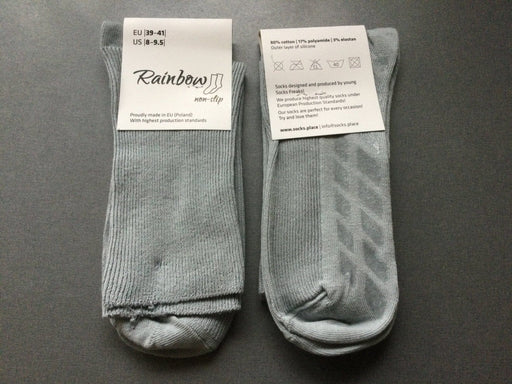 EU |39-41|
US |8-9.5|
Rainbow
non-slip
Proudly made in EU (Poland)
With highest production standards
80% cotton | 17% polyamide | 3% elastan
Outer layer of silicone
40
Socks designed and produced by young
Socks Freaks!
We produce highest quality socks under
European Production Standards!
Our socks are perfect for every occasion!
Try and love them!
www.socks.place | info@socks.place